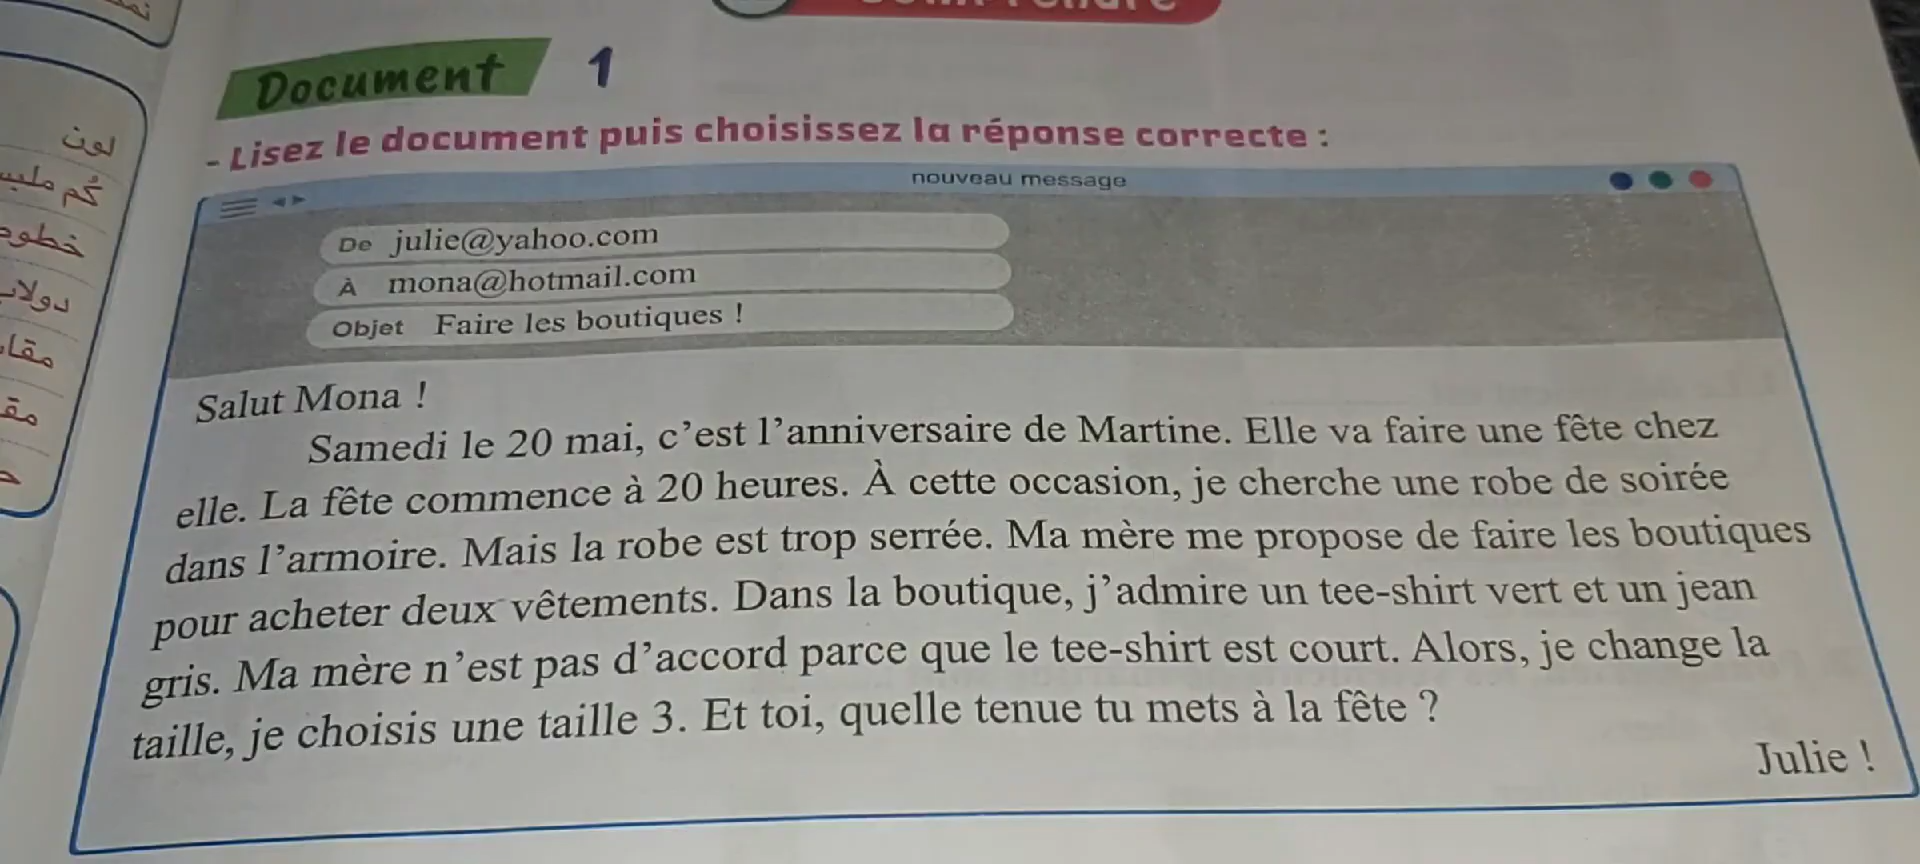 Document 1
- Lisez le document puis choisissez la réponse correcte :
nouveau message
De julie@yahoo.com
À mona@hotmail.com
Objet Faire les boutiques !
Salut Mona !
Samedi le 20 mai, c'est l'anniversaire de Martine. Elle va faire une fête chez
elle. La fête commence à 20 heures. À cette occasion, je cherche une robe de soirée
dans l'armoire. Mais la robe est trop serrée. Ma mère me propose de faire les boutiques
pour acheter deux vêtements. Dans la boutique, j'admire un tee-shirt vert et un jean
gris. Ma mère n'est pas d'accord parce que le tee-shirt est court. Alors, je change la
taille, je choisis une taille 3. Et toi, quelle tenue tu mets à la fête ?
Julie !
لون